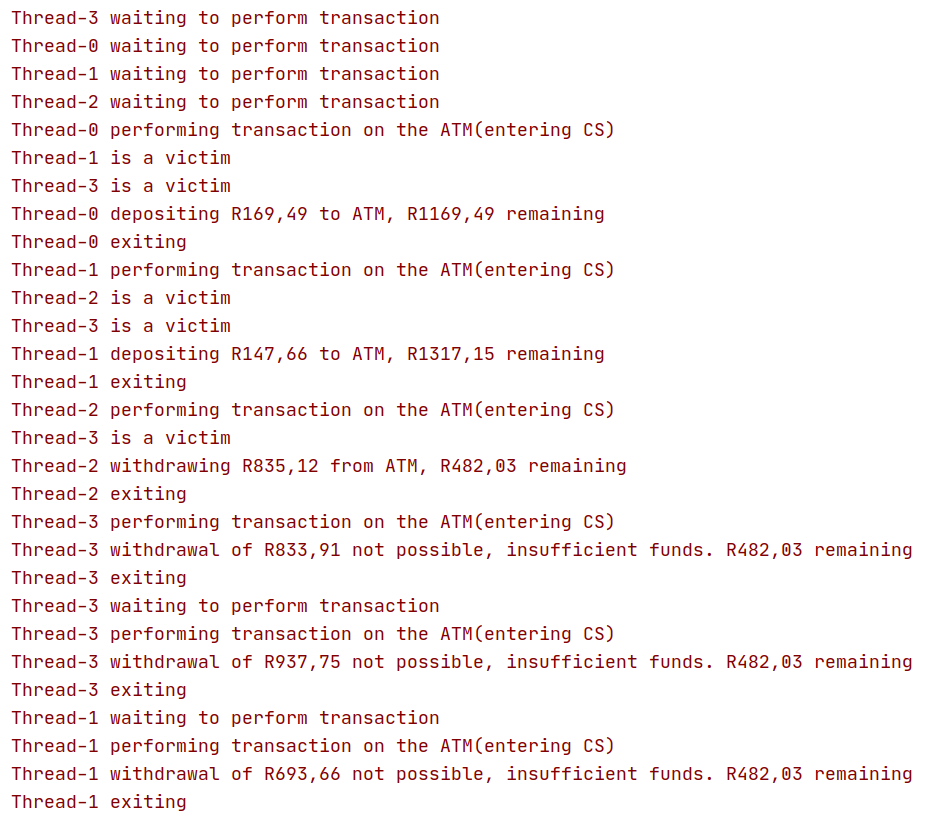 Thread-3 waiting to perform transaction
Thread-0 waiting to perform transaction
Thread-1 waiting to perform transaction
Thread-2 waiting to perform transaction
Thread-0 performing transaction on the ATM(entering CS)
Thread-1 is a victim
Thread-3 is a victim
Thread-0 depositing R169,49 to ATM, R1169,49 remaining
Thread-0 exiting
Thread-1 performing transaction on the ATM(entering CS)
Thread-2 is a victim
Thread-3 is a victim
Thread-1 depositing R147,66 to ATM, R1317,15 remaining
Thread-1 exiting
Thread-2 performing transaction on the ATM(entering CS)
Thread-3 is a victim
Thread-2 withdrawing R835,12 from ATM, R482,03 remaining
Thread-2 exiting
Thread-3 performing transaction on the ATM(entering CS)
Thread-3 withdrawal of R833,91 not possible, insufficient funds. R482,03 remaining
Thread-3 exiting
Thread-3 waiting to perform transaction
Thread-3 performing transaction on the ATM(entering CS)
Thread-3 withdrawal of R937,75 not possible, insufficient funds. R482,03 remaining
Thread-3 exiting
Thread-1 waiting to perform transaction
Thread-1 performing transaction on the ATM(entering CS)
Thread-1 withdrawal of R693,66 not possible, insufficient funds. R482,03 remaining
Thread-1 exiting